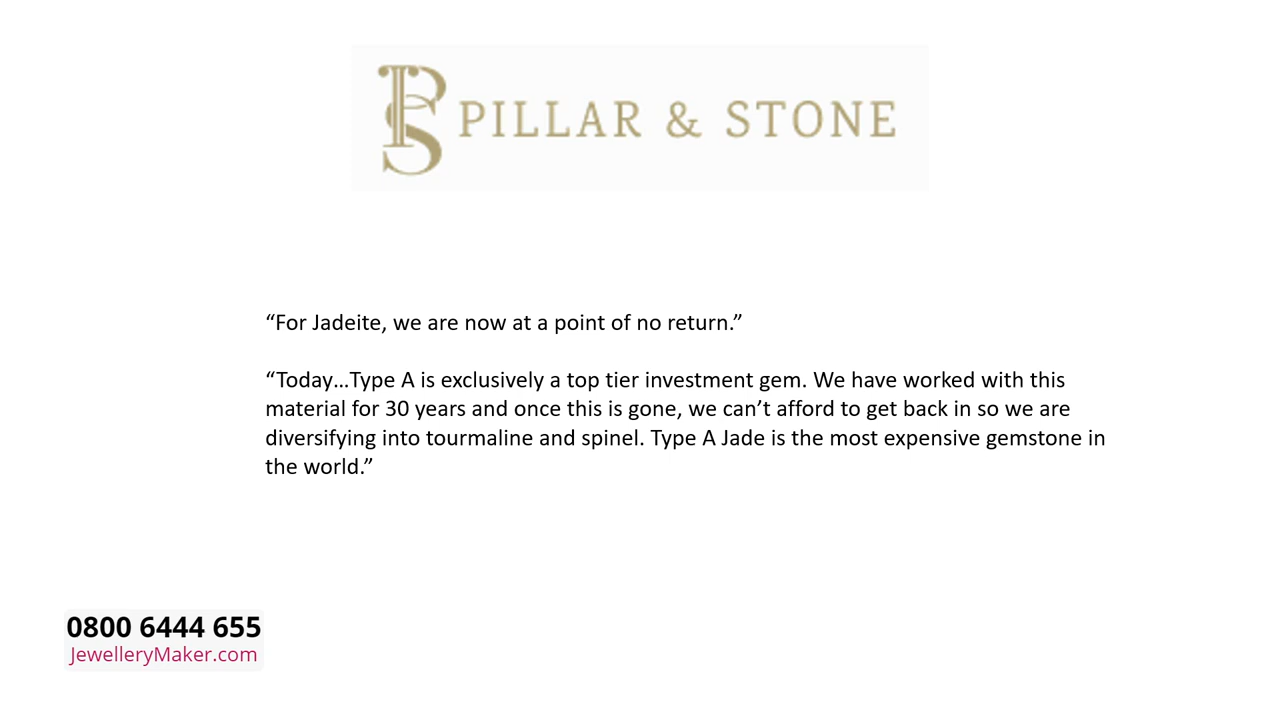 PS PILLAR & STONE
“For Jadeite, we are now at a point of no return.”
“Today…Type A is exclusively a top tier investment gem. We have worked with this
material for 30 years and once this is gone, we can’t afford to get back in so we are
diversifying into tourmaline and spinel. Type A Jade is the most expensive gemstone in
the world.”
0800 6444 655
JewelleryMaker.com